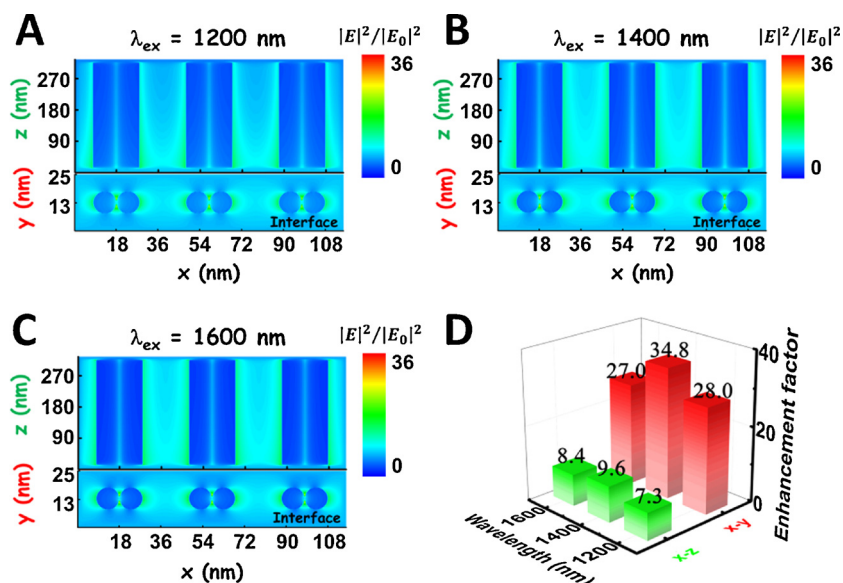 A
λex = 1200 nm
|E|²/|E₀|²
36
0
z (nm)
270
180
90
y (nm)
25
13
Interface
18 36 54 72 90 108
x (nm)
B
λex = 1400 nm
|E|²/|E₀|²
36
0
z (nm)
270
180
90
y (nm)
25
13
Interface
18 36 54 72 90 108
x (nm)
C
λex = 1600 nm
|E|²/|E₀|²
36
0
z (nm)
270
180
90
y (nm)
25
13
Interface
18 36 54 72 90 108
x (nm)
D
40
20
0
Enhancement factor
27.0
34.8
28.0
8.4
9.6
7.3
1600
1400
1200
Wavelength (nm)
x-z
x-y